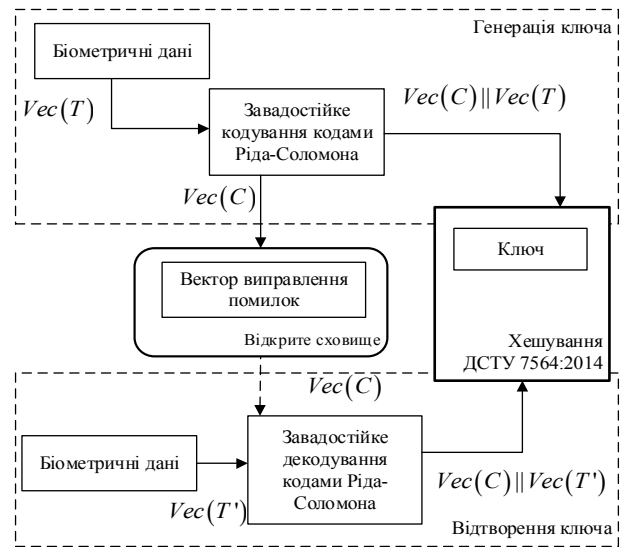 Генерація ключа
Біометричні дані
Vec(T)
Завадостійке
кодування кодами
Ріда-Соломона
Vec(C)||Vec(T)
Vec(C)
Ключ
Вектор виправлення
помилок
Відкрите сховище
Хешування
ДСТУ 7564:2014
Vec(C)
Біометричні дані
Vec(T')
Завадостійке
декодування
кодами Ріда-
Соломона
Vec(C)||Vec(T')
Відтворення ключа